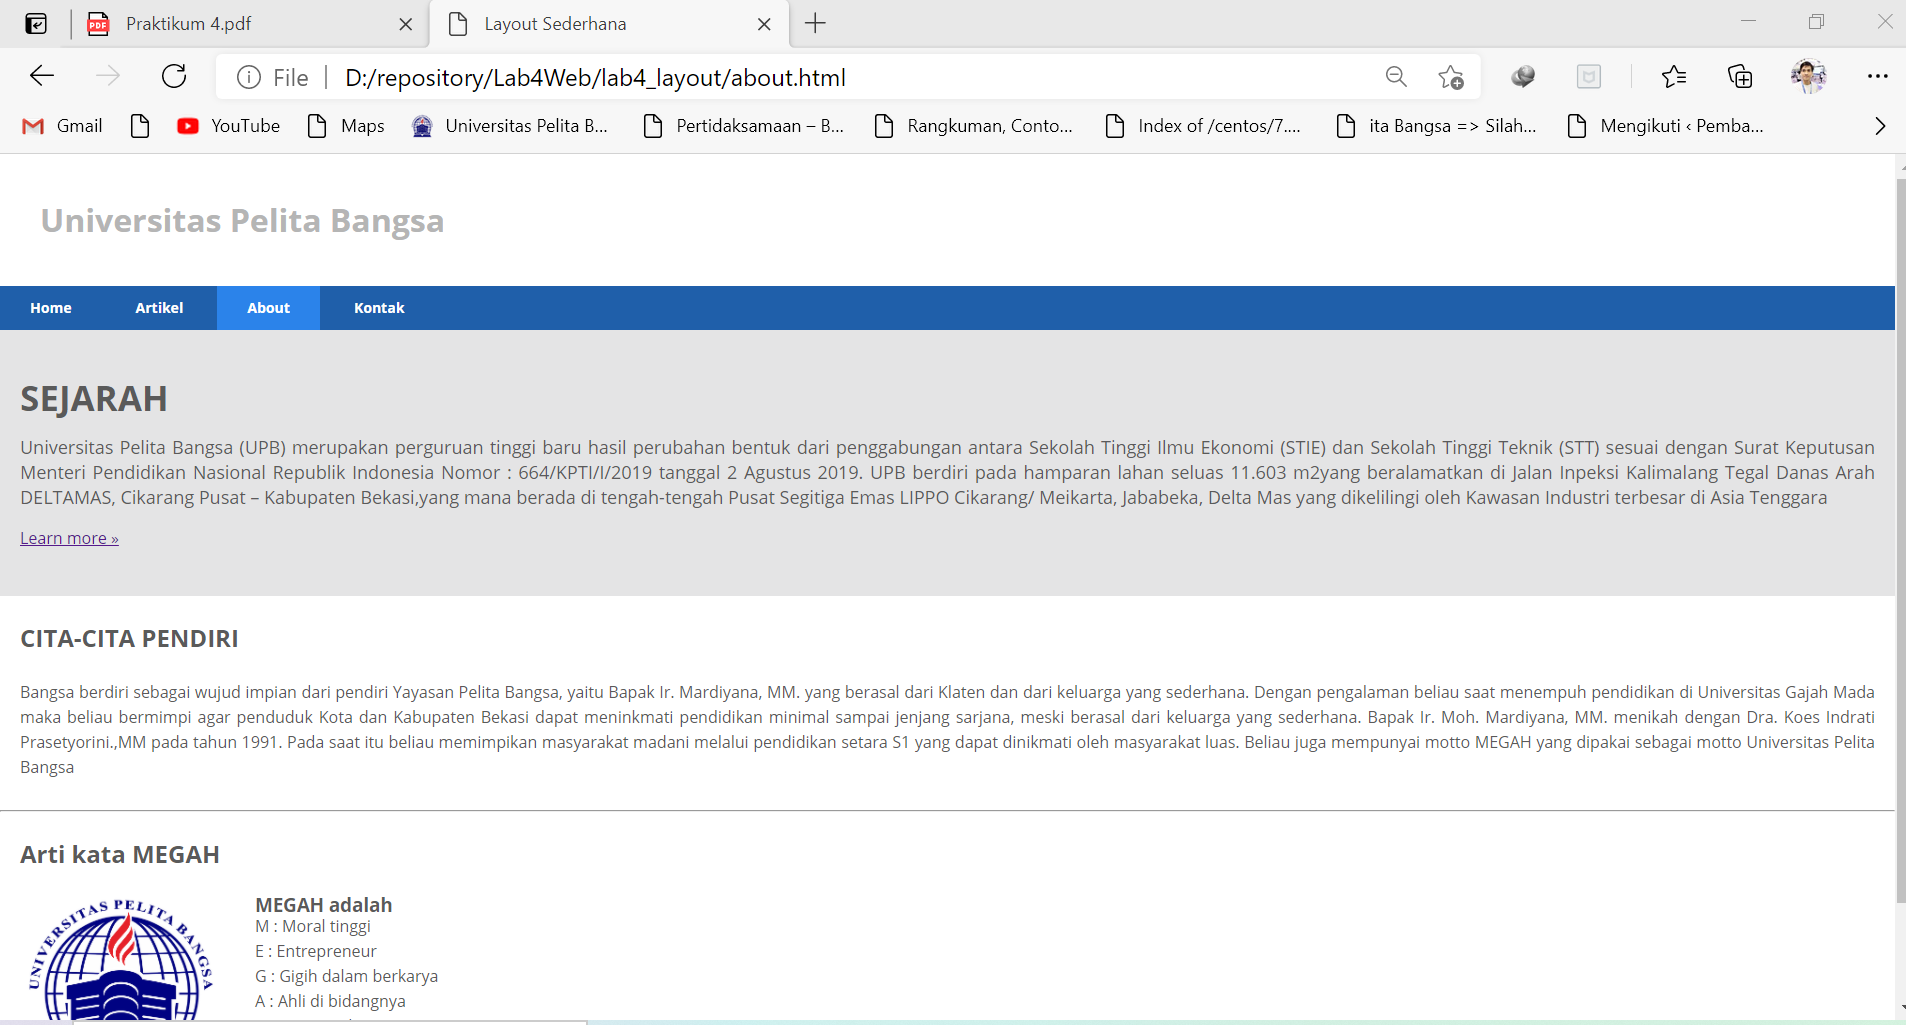 Praktikum 4.pdf
Layout Sederhana
File
D:/repository/Lab4Web/lab4_layout/about.html
Gmail
YouTube
Maps
Universitas Pelita B...
Pertidaksamaan – B...
Rangkuman, Conto...
Index of /centos/7....
ita Bangsa => Silah...
Mengikuti ‹ Pemba...
Universitas Pelita Bangsa
Home
Artikel
About
Kontak
SEJARAH
Universitas Pelita Bangsa (UPB) merupakan perguruan tinggi baru hasil perubahan bentuk dari penggabungan antara Sekolah Tinggi Ilmu Ekonomi (STIE) dan Sekolah Tinggi Teknik (STT) sesuai dengan Surat Keputusan
Menteri Pendidikan Nasional Republik Indonesia Nomor : 664/KPTI/I/2019 tanggal 2 Agustus 2019. UPB berdiri pada hamparan lahan seluas 11.603 m2yang beralamatkan di Jalan Inpeksi Kalimalang Tegal Danas Arah
DELTAMAS, Cikarang Pusat – Kabupaten Bekasi,yang mana berada di tengah-tengah Pusat Segitiga Emas LIPPO Cikarang/ Meikarta, Jababeka, Delta Mas yang dikelilingi oleh Kawasan Industri terbesar di Asia Tenggara
Learn more »
CITA-CITA PENDIRI
Bangsa berdiri sebagai wujud impian dari pendiri Yayasan Pelita Bangsa, yaitu Bapak Ir. Mardiyana, MM. yang berasal dari Klaten dan dari keluarga yang sederhana. Dengan pengalaman beliau saat menempuh pendidikan di Universitas Gajah Mada
maka beliau bermimpi agar penduduk Kota dan Kabupaten Bekasi dapat meninkmati pendidikan minimal sampai jenjang sarjana, meski berasal dari keluarga yang sederhana. Bapak Ir. Moh. Mardiyana, MM. menikah dengan Dra. Koes Indrati
Prasetyorini.,MM pada tahun 1991. Pada saat itu beliau memimpikan masyarakat madani melalui pendidikan setara S1 yang dapat dinikmati oleh masyarakat luas. Beliau juga mempunyai motto MEGAH yang dipakai sebagai motto Universitas Pelita
Bangsa
Arti kata MEGAH
UNIVERSITAS PELITA BANGSA
MEGAH adalah
M : Moral tinggi
E : Entrepreneur
G : Gigih dalam berkarya
A : Ahli di bidangnya